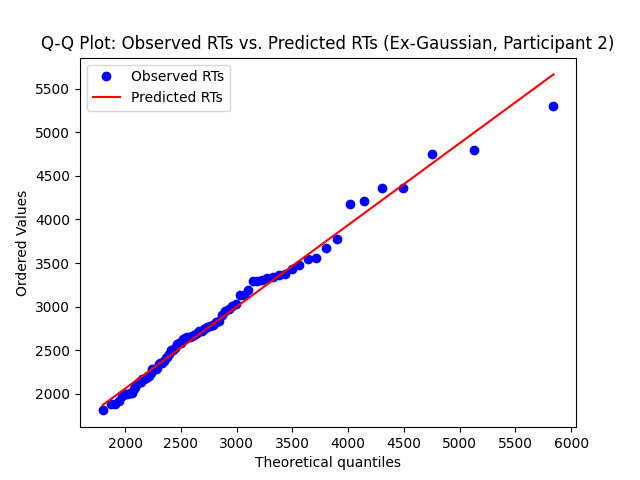 Q-Q Plot: Observed RTs vs. Predicted RTs (Ex-Gaussian, Participant 2)
Observed RTs
Predicted RTs
Ordered Values
5500
5000
4500
4000
3500
3000
2500
2000
2000 2500 3000 3500 4000 4500 5000 5500 6000
Theoretical quantiles